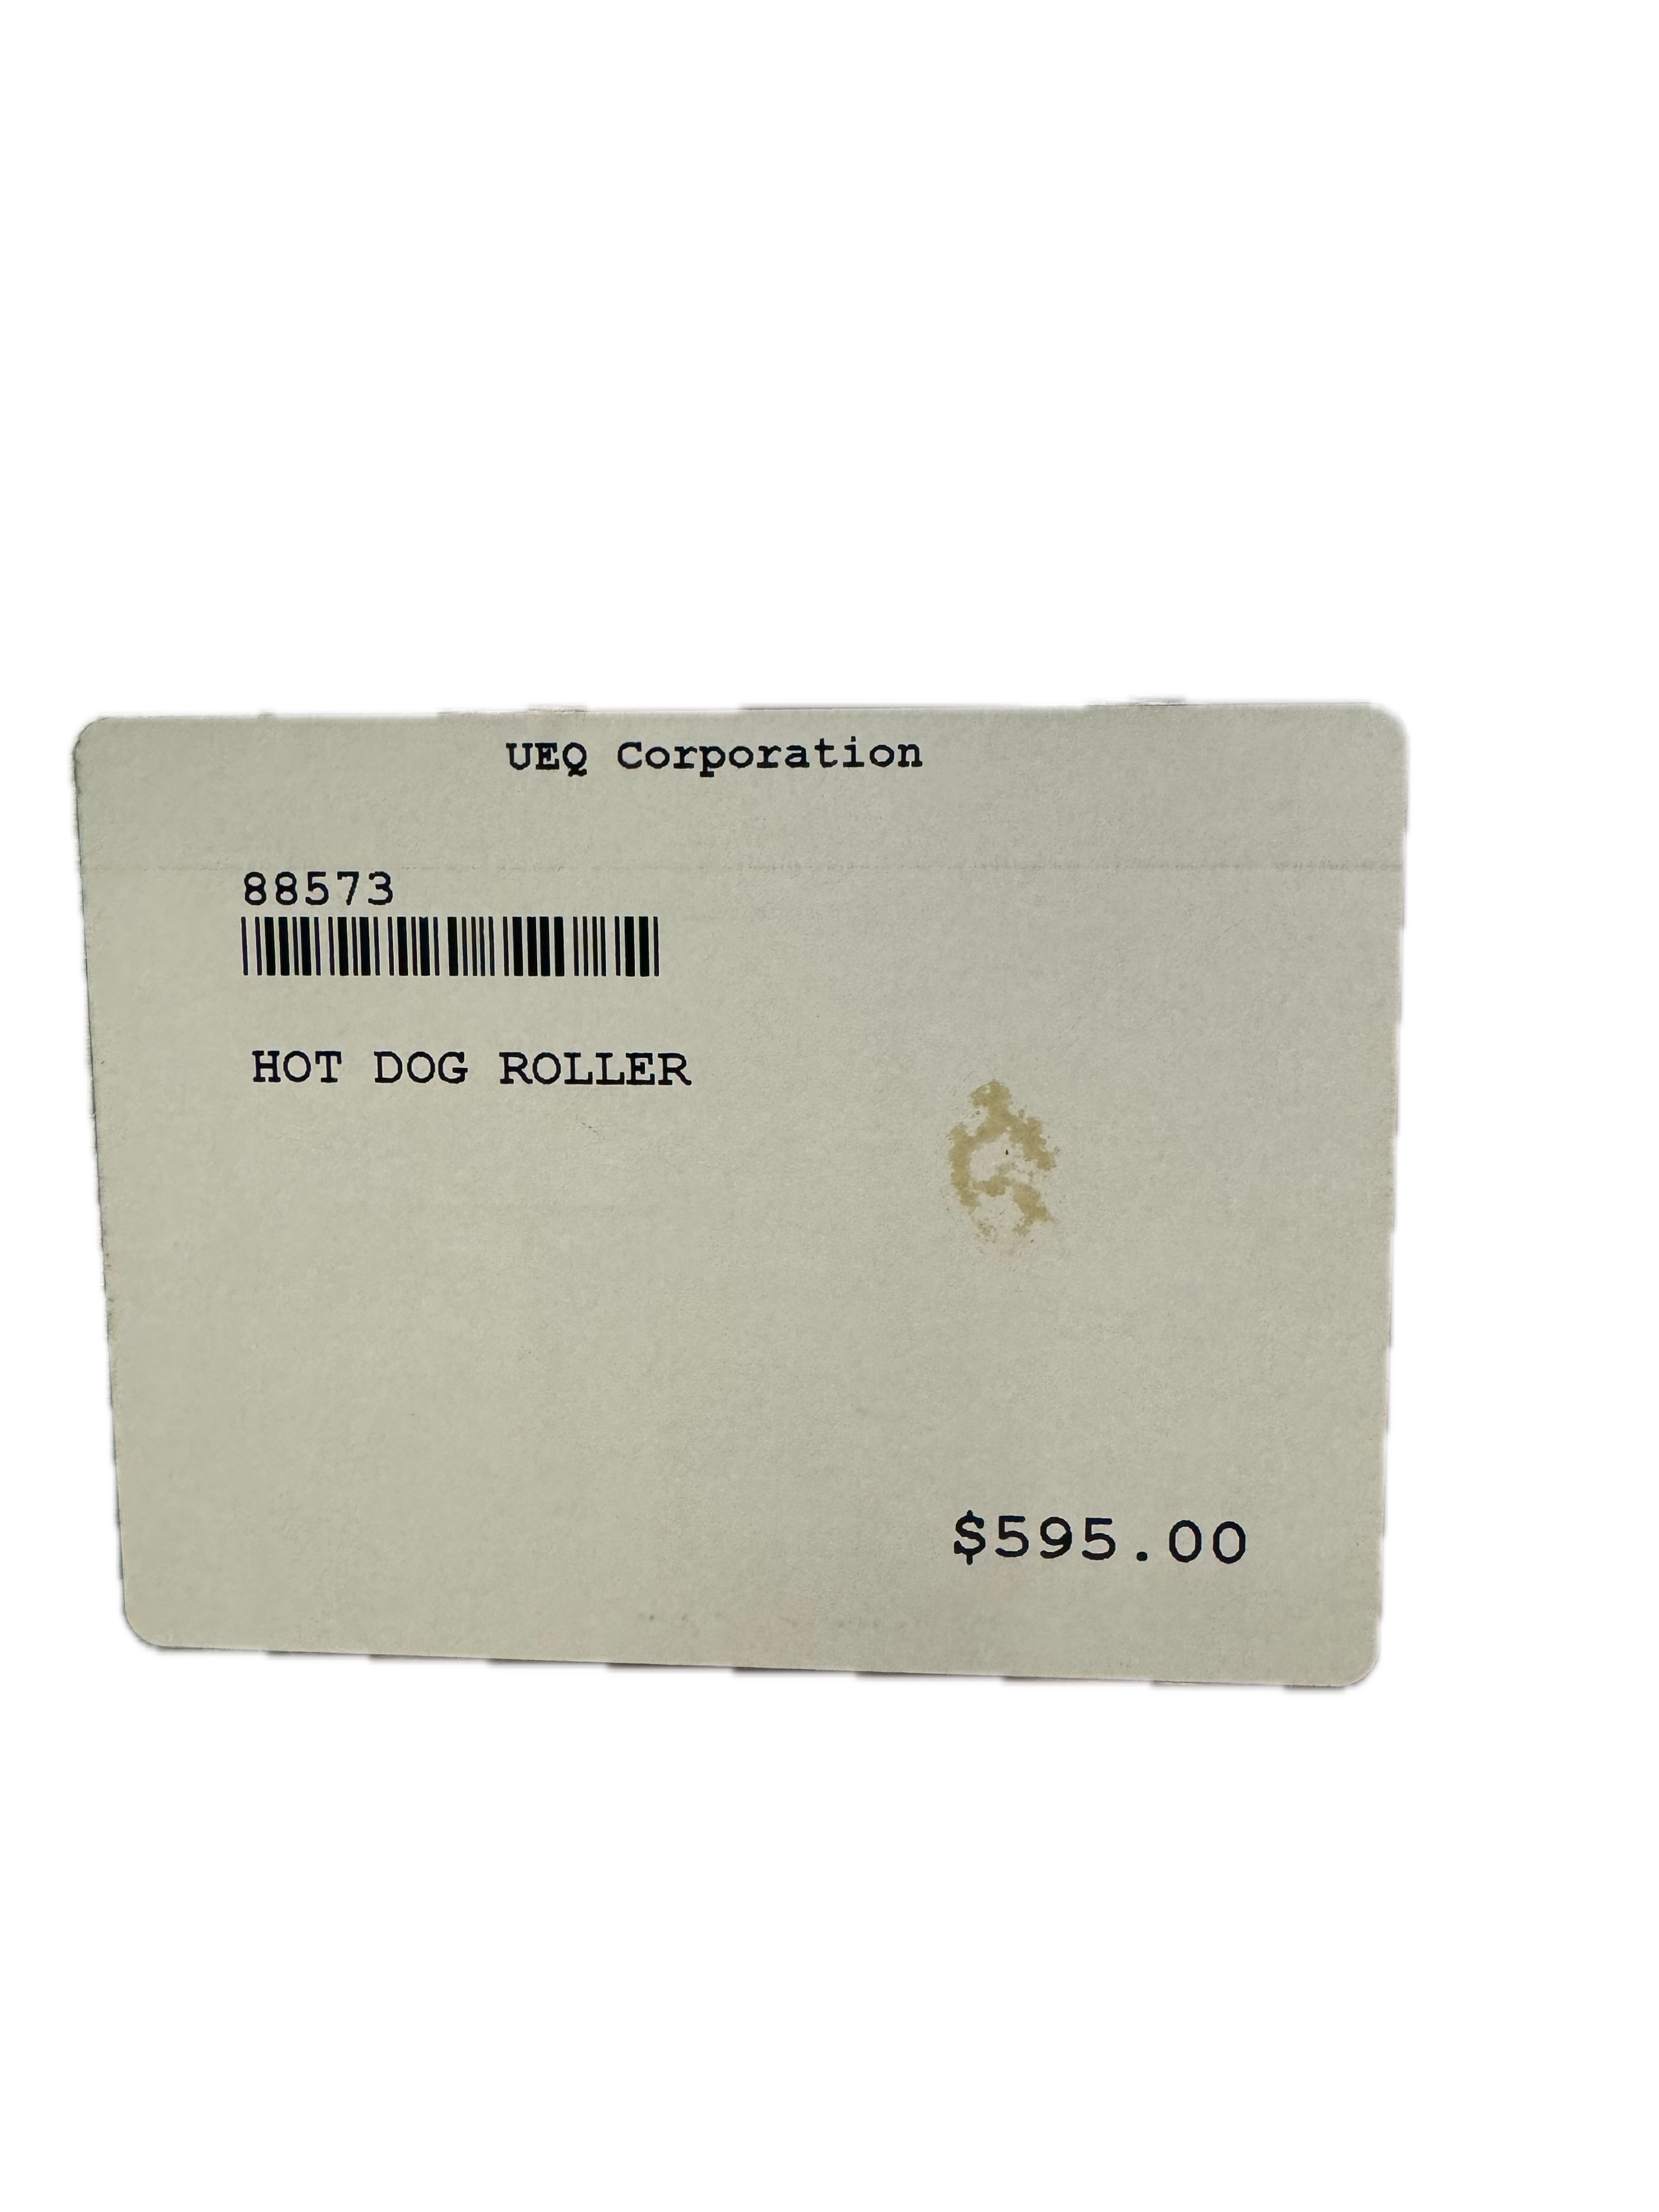 UEQ Corporation
88573
HOT DOG ROLLER
$595.00